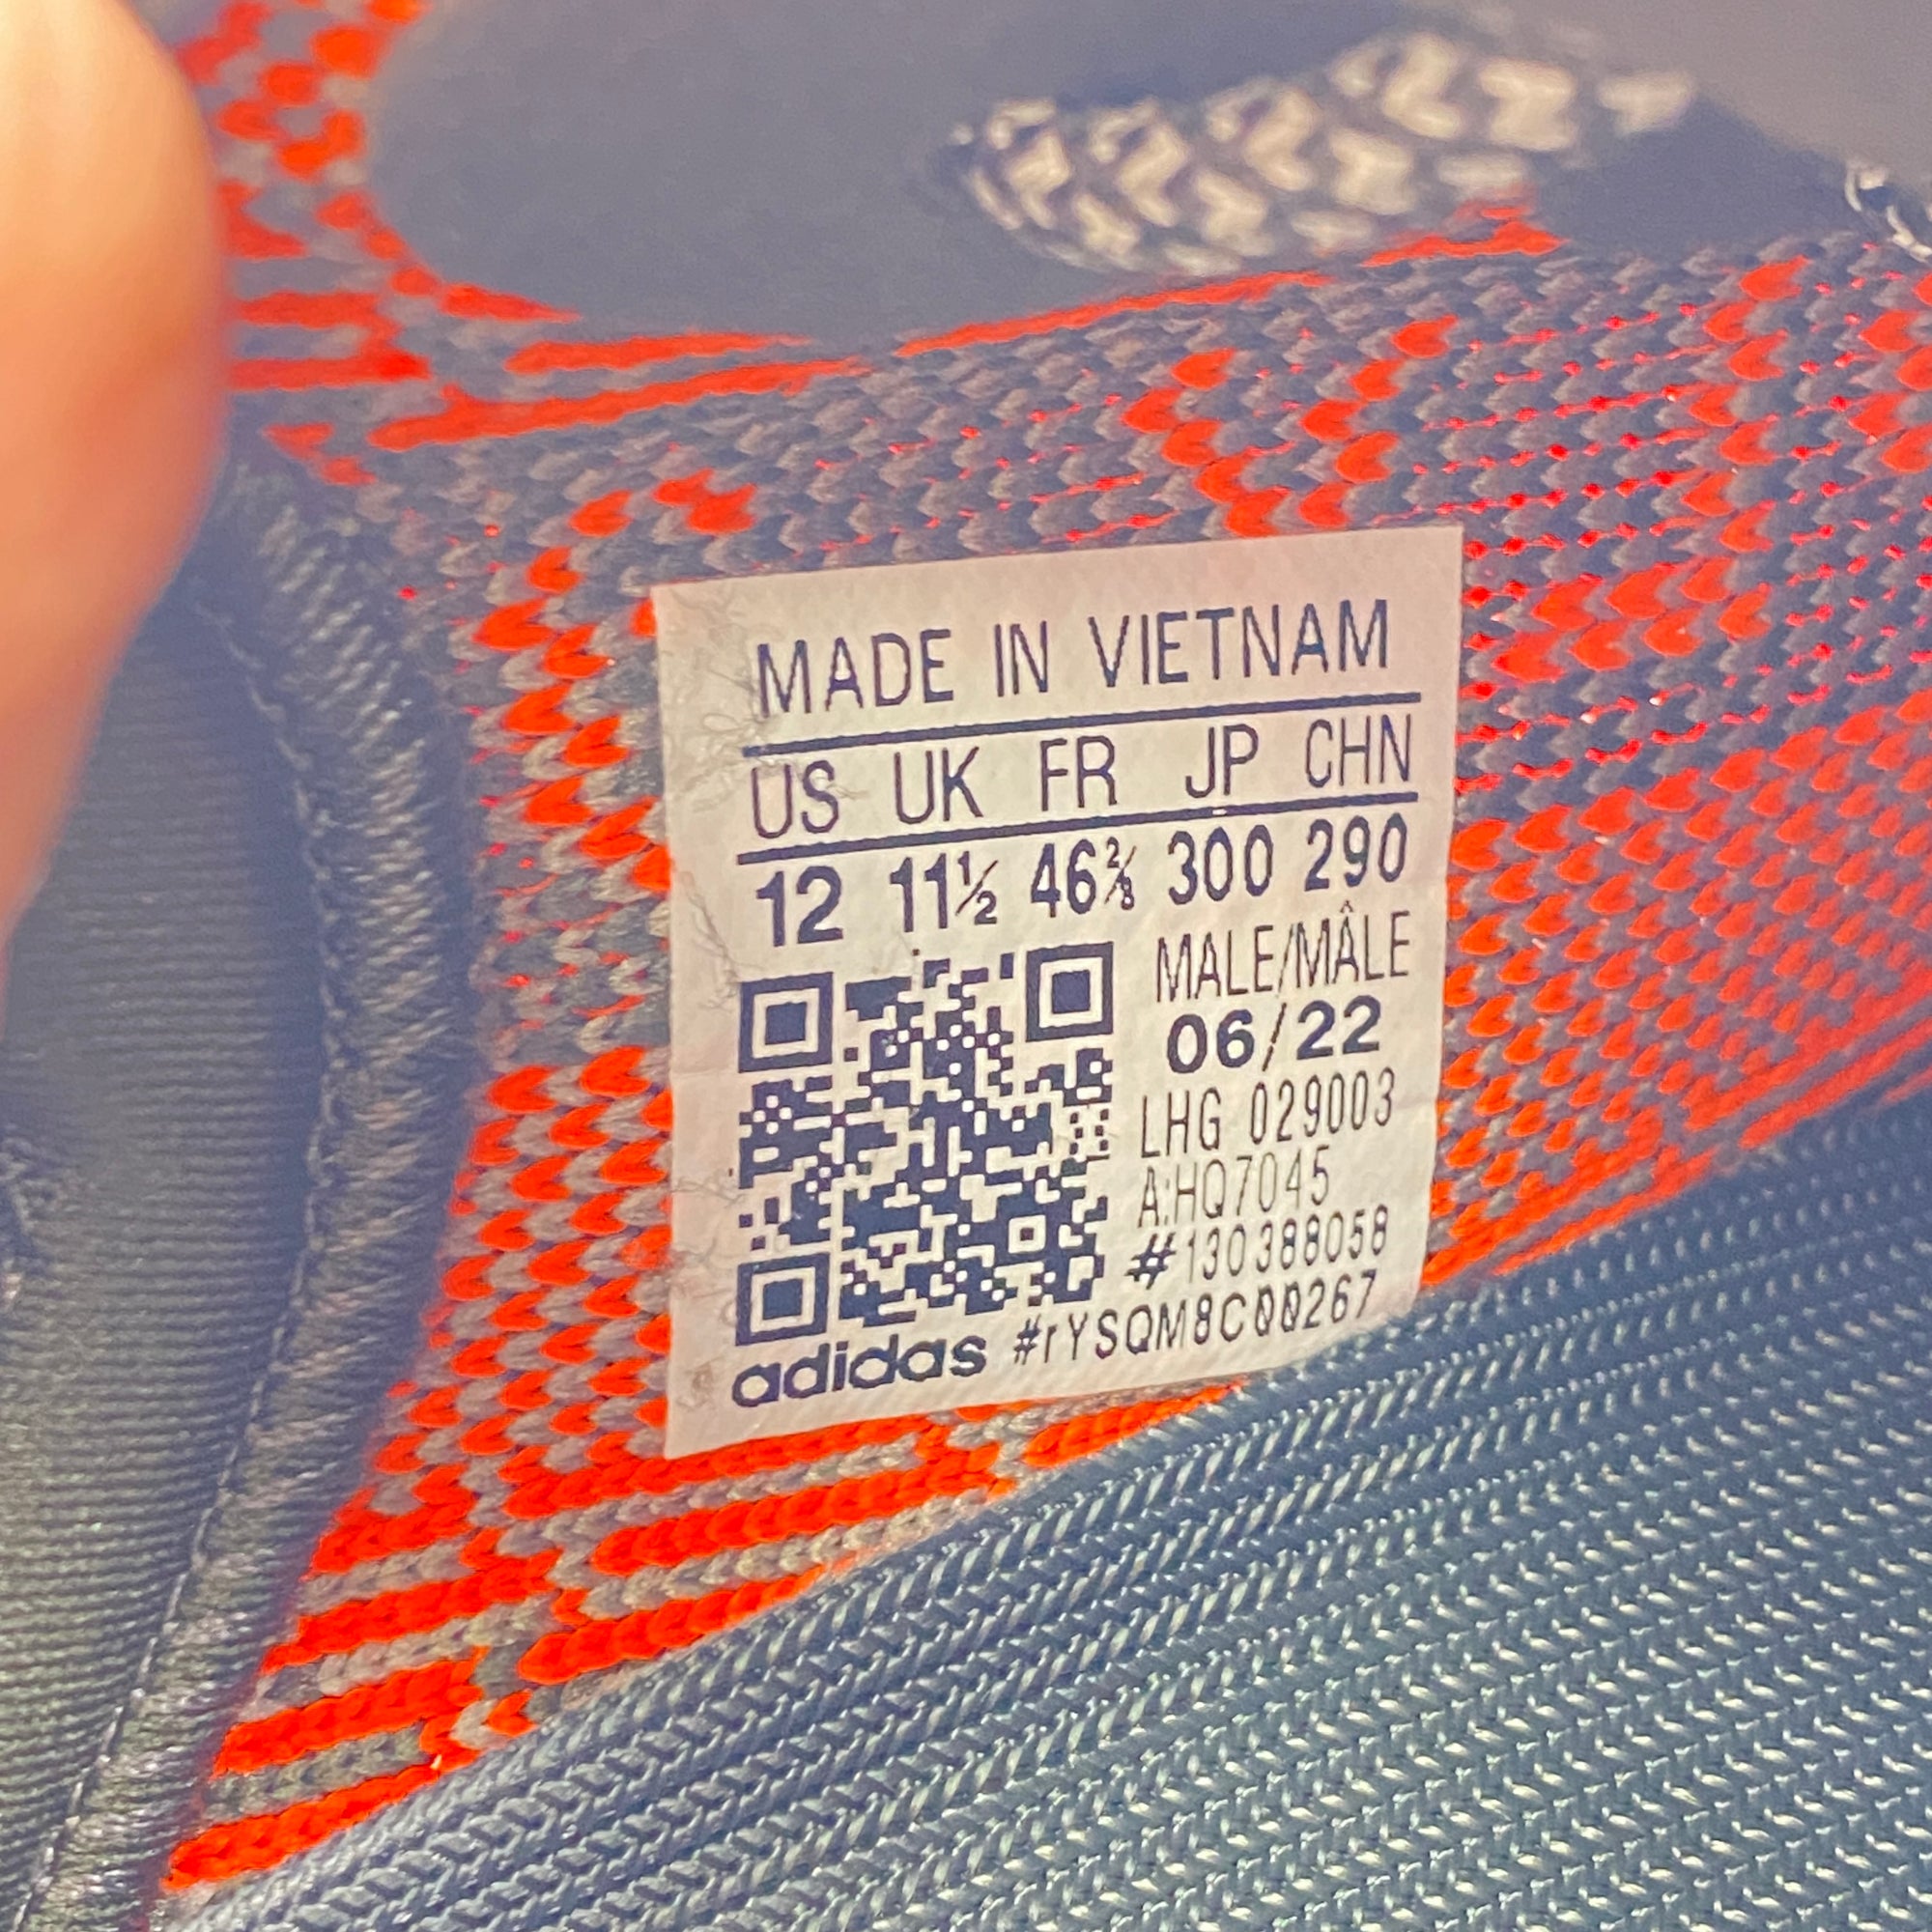 MADE IN VIETNAM
US UK FR JP CHN
12 11½ 46⅔ 300 290
MALE/MÂLE
06/22
LHG 029003
A:HQ7045
#130388058
adidas #rYSQM8C00267